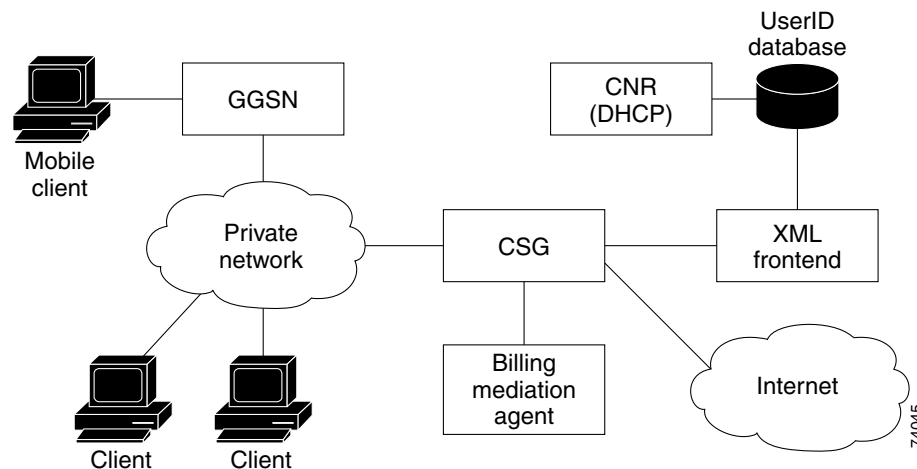 UserID
database
GGSN
CNR
(DHCP)
Mobile
client
Private
network
CSG
XML
frontend
Billing
mediation
agent
Internet
Client
Client
74045